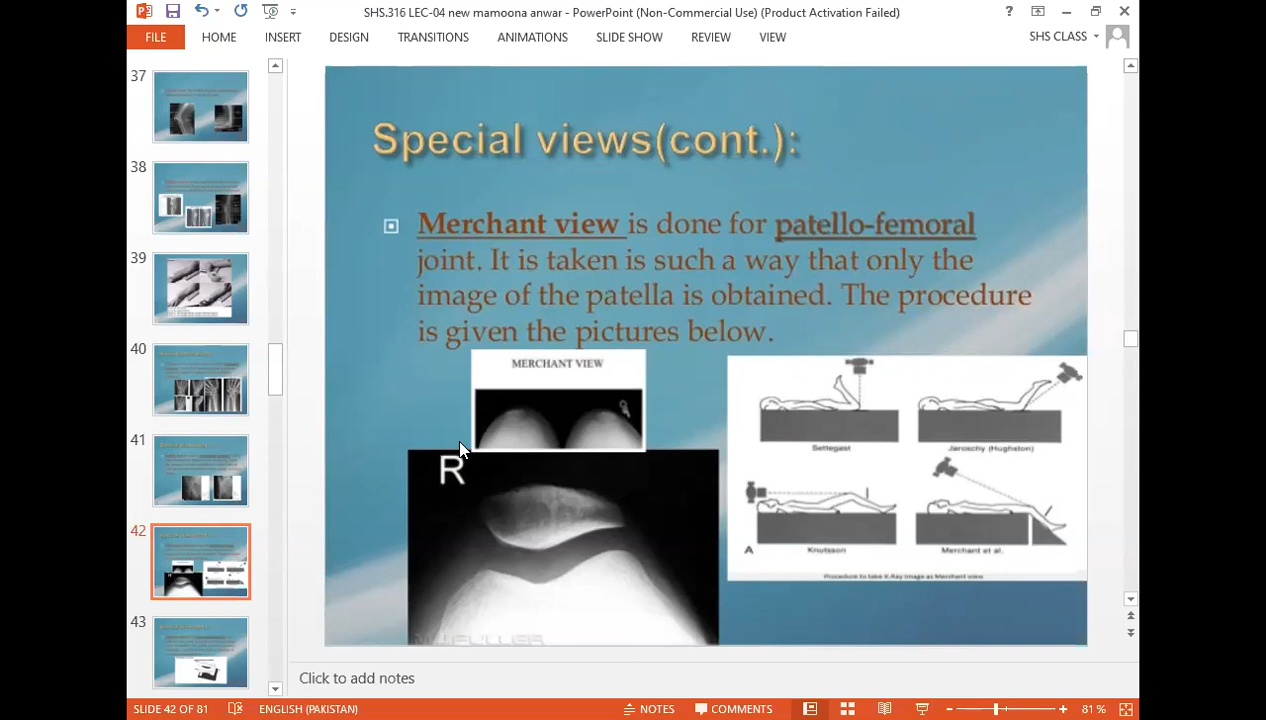 SHS.316 LEC-04 new mamoona anwar - PowerPoint (Non-Commercial Use) (Product Activation Failed)
FILE HOME INSERT DESIGN TRANSITIONS ANIMATIONS SLIDE SHOW REVIEW VIEW SHS CLASS
37
38
39
40
41
42
43
Special views(cont.):
Merchant view is done for patello-femoral
joint. It is taken is such a way that only the
image of the patella is obtained. The procedure
is given the pictures below.
MERCHANT VIEW
R
Settegast
Jaroschy (Hughston)
Knutsson
Merchant et al.
A
Procedure to take X-Ray image as Merchant view
Click to add notes
SLIDE 42 OF 81 ENGLISH (PAKISTAN) NOTES COMMENTS 81 %